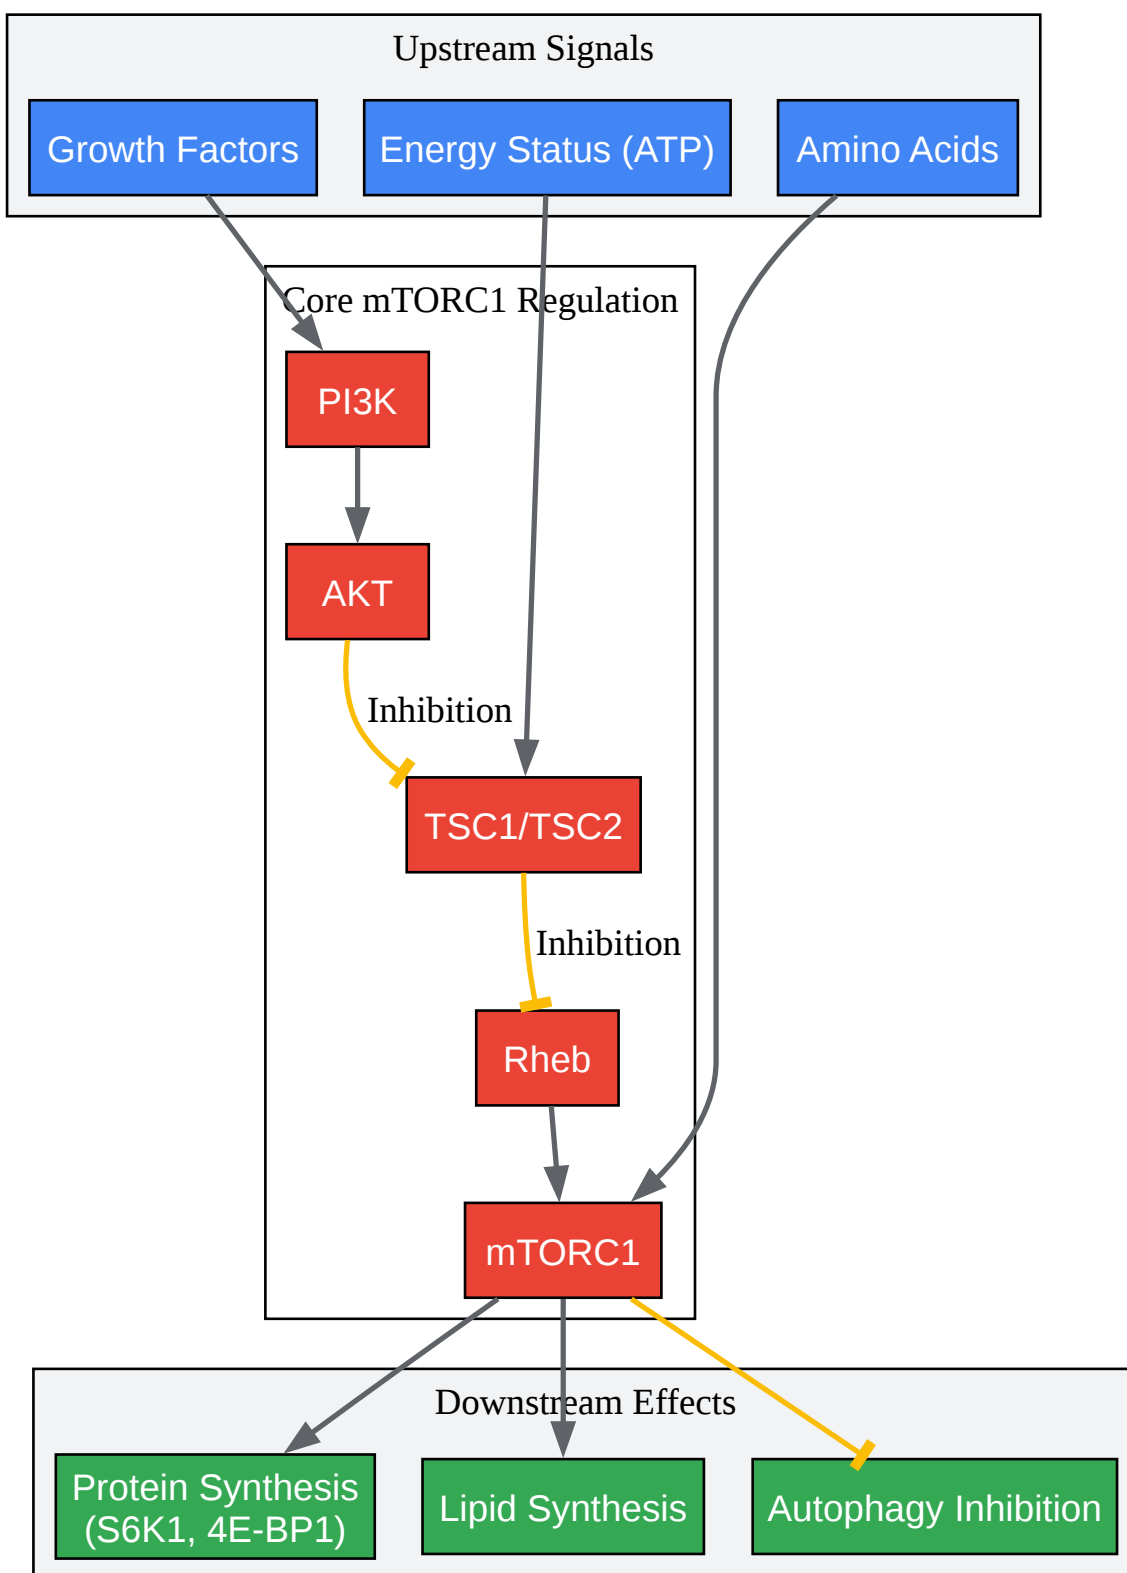 Upstream Signals
Growth Factors
Energy Status (ATP)
Amino Acids
Core mTORC1 Regulation
PI3K
AKT
Inhibition
TSC1/TSC2
Inhibition
Rheb
mTORC1
Downstream Effects
Protein Synthesis
(S6K1, 4E-BP1)
Lipid Synthesis
Autophagy Inhibition